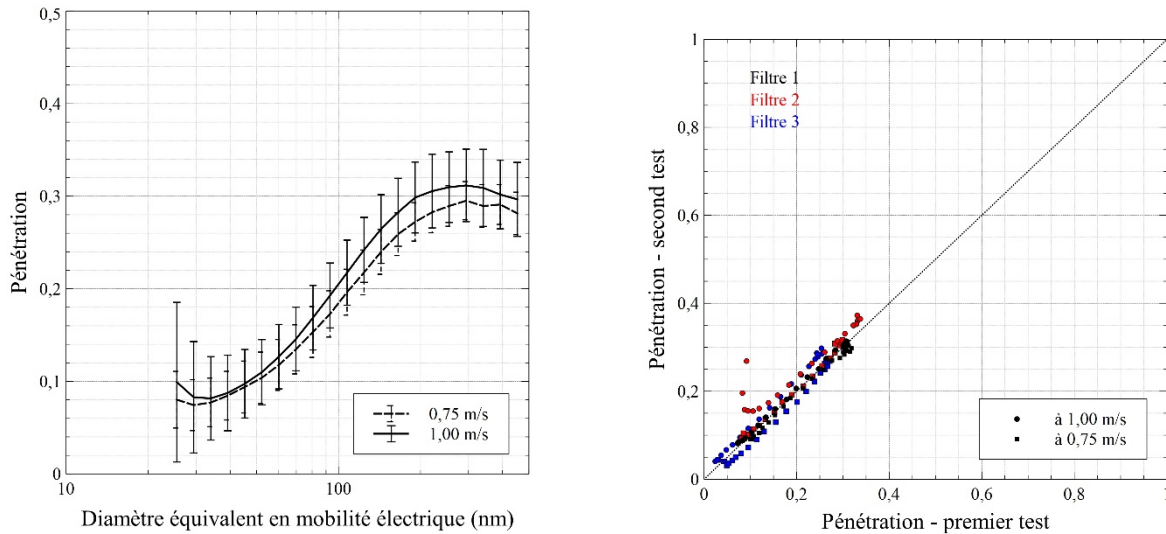 0,5
0,4
0,3
0,2
0,1
0
Pénétration
10
100
Diamètre équivalent en mobilité électrique (nm)
0,75 m/s
1,00 m/s
1
0,8
0,6
0,4
0,2
0
Pénétration - second test
Filtre 1
Filtre 2
Filtre 3
à 1,00 m/s
à 0,75 m/s
0
0,2
0,4
0,6
0,8
1
Pénétration - premier test